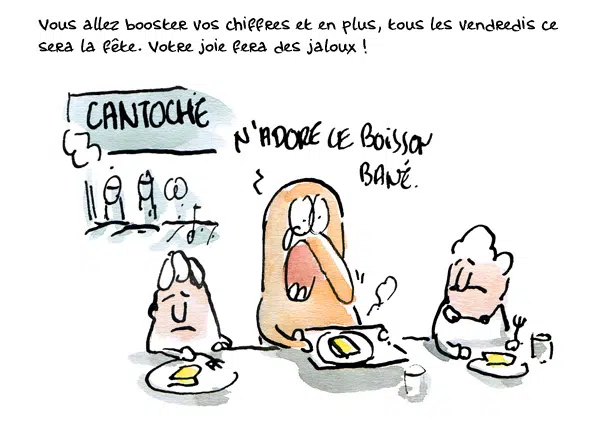 Vous allez booster vos chiffres et en plus, tous les vendredis ce
sera la fête. Votre joie fera des jaloux !
CANTOCHE
N'ADORE LE BOISSON
BANÉ.